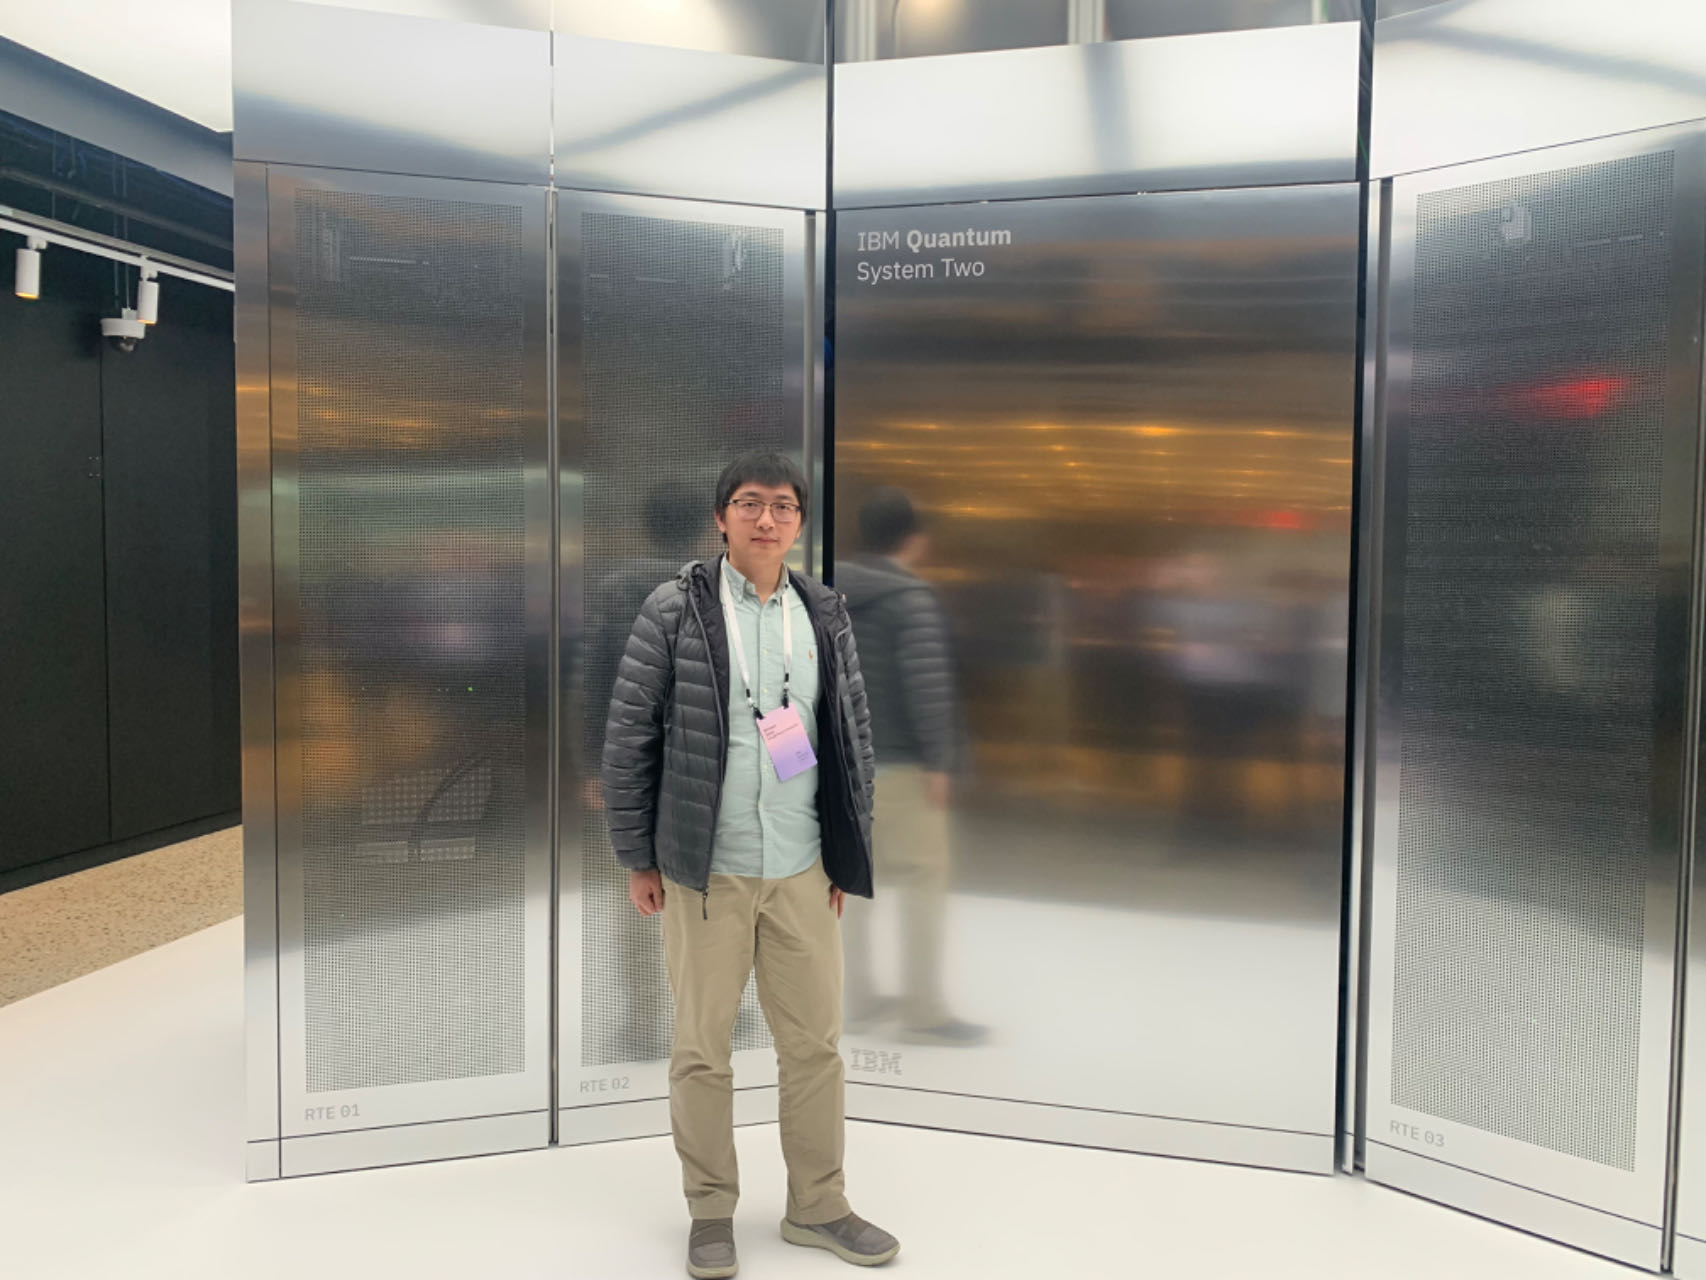 IBM Quantum
System Two
IBM
RTE 01
RTE 02
RTE 03